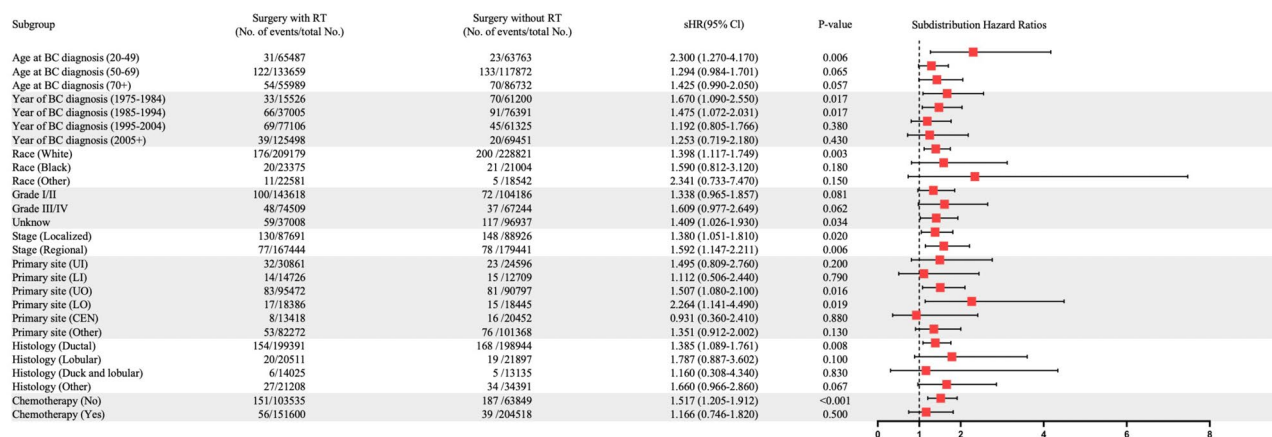 Subgroup Surgery with RT (No. of events/total No.) Surgery without RT (No. of events/total No.) sHR(95% Cl) P-value Subdistribution Hazard Ratios
Age at BC diagnosis (20-49) 31/65487 23/63763 2.300 (1.270-4.170) 0.006
Age at BC diagnosis (50-69) 122/133659 133/117872 1.294 (0.984-1.701) 0.065
Age at BC diagnosis (70+) 54/55989 70/86732 1.425 (0.990-2.050) 0.057
Year of BC diagnosis (1975-1984) 33/15526 70/61200 1.670 (1.090-2.550) 0.017
Year of BC diagnosis (1985-1994) 66/37005 91/76391 1.475 (1.072-2.031) 0.017
Year of BC diagnosis (1995-2004) 69/77106 45/61325 1.192 (0.805-1.766) 0.380
Year of BC diagnosis (2005+) 39/125498 20/69451 1.253 (0.719-2.180) 0.430
Race (White) 176/209179 200 /228821 1.398 (1.117-1.749) 0.003
Race (Black) 20/23375 21 /21004 1.590 (0.812-3.120) 0.180
Race (Other) 11/22581 5 /18542 2.341 (0.733-7.470) 0.150
Grade I/II 100/143618 72 /104186 1.338 (0.965-1.857) 0.081
Grade III/IV 48/74509 37 /67244 1.609 (0.977-2.649) 0.062
Unknow 59/37008 117 /96937 1.409 (1.026-1.930) 0.034
Stage (Localized) 130/87691 148 /88926 1.380 (1.051-1.810) 0.020
Stage (Regional) 77/167444 78 /179441 1.592 (1.147-2.211) 0.006
Primary site (UI) 32/30861 23 /24596 1.495 (0.809-2.760) 0.200
Primary site (LI) 14/14726 15 /12709 1.112 (0.506-2.440) 0.790
Primary site (UO) 83/95472 81 /90797 1.507 (1.080-2.100) 0.016
Primary site (LO) 17/18386 15 /18445 2.264 (1.141-4.490) 0.019
Primary site (CEN) 8/13418 16 /20452 0.931 (0.360-2.410) 0.880
Primary site (Other) 53/82272 76 /101368 1.351 (0.912-2.002) 0.130
Histology (Ductal) 154/199391 168 /198944 1.385 (1.089-1.761) 0.008
Histology (Lobular) 20/20511 19 /21897 1.787 (0.887-3.602) 0.100
Histology (Duck and lobular) 6/14025 5 /13135 1.160 (0.308-4.340) 0.830
Histology (Other) 27/21208 34 /34391 1.660 (0.966-2.860) 0.067
Chemotherapy (No) 151/103535 187 /63849 1.517 (1.205-1.912) <0.001
Chemotherapy (Yes) 56/151600 39 /204518 1.166 (0.746-1.820) 0.500
0 2 4 6 8